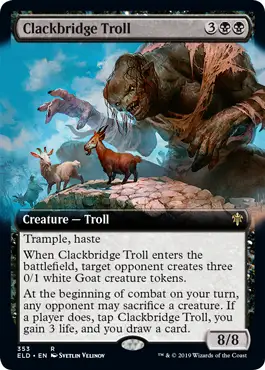 Clackbridge Troll 3
Creature — Troll
Trample, haste
When Clackbridge Troll enters the
battlefield, target opponent creates three
0/1 white Goat creature tokens.
At the beginning of combat on your turn,
any opponent may sacrifice a creature. If
a player does, tap Clackbridge Troll, you
gain 3 life, and you draw a card.
8/8
353 R
ELD • EN Svetlin Velinov
™ & © 2019 Wizards of the Coast